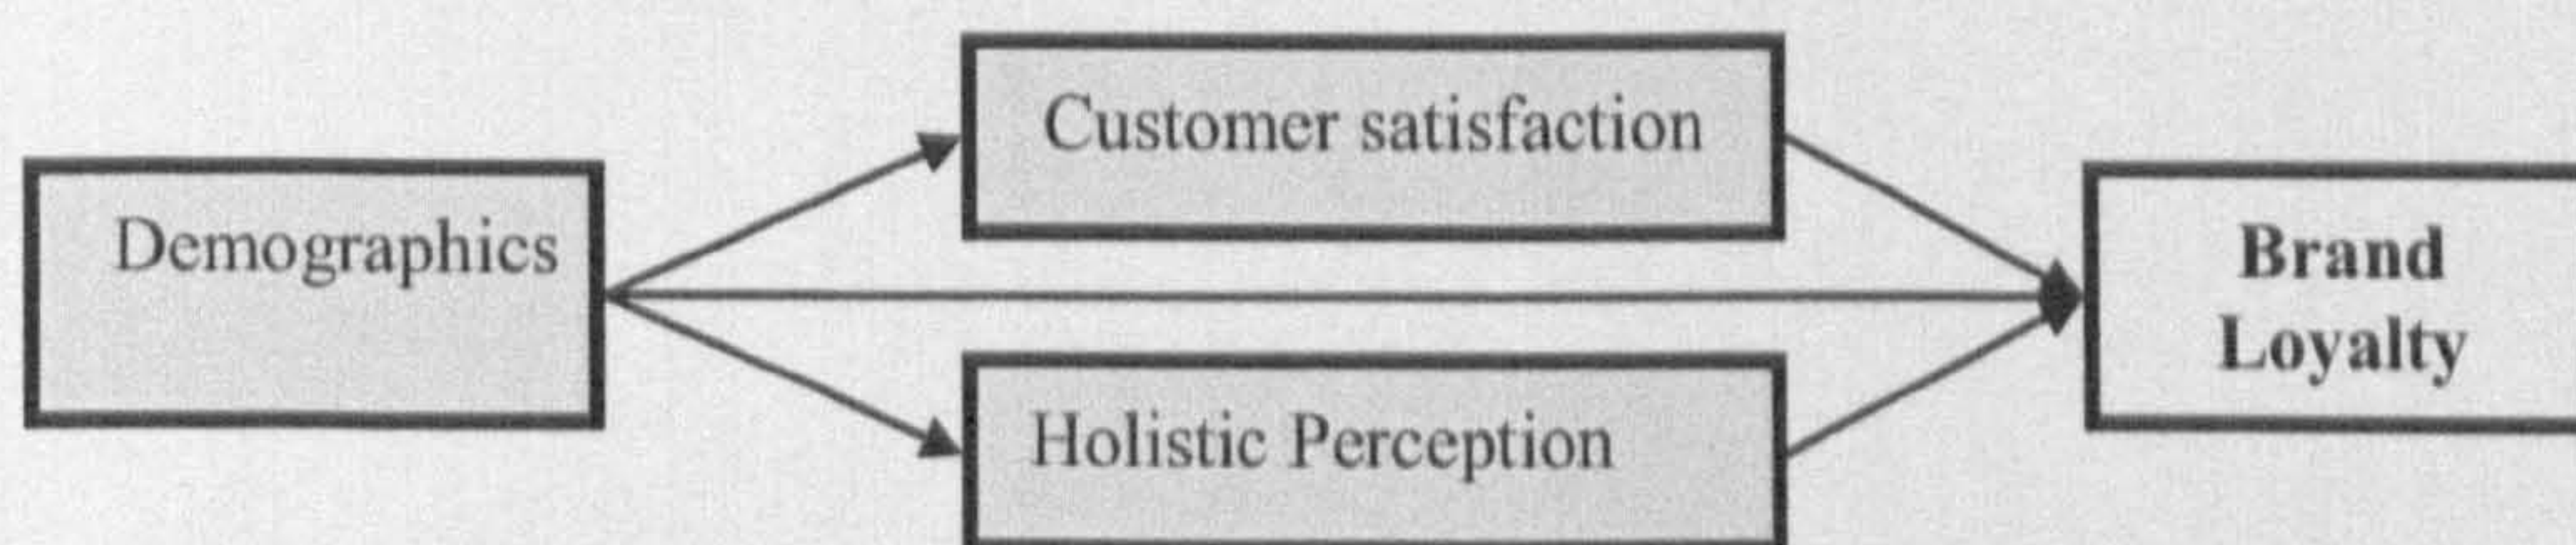 Customer satisfaction
Demographics
Brand
Loyalty
Holistic Perception